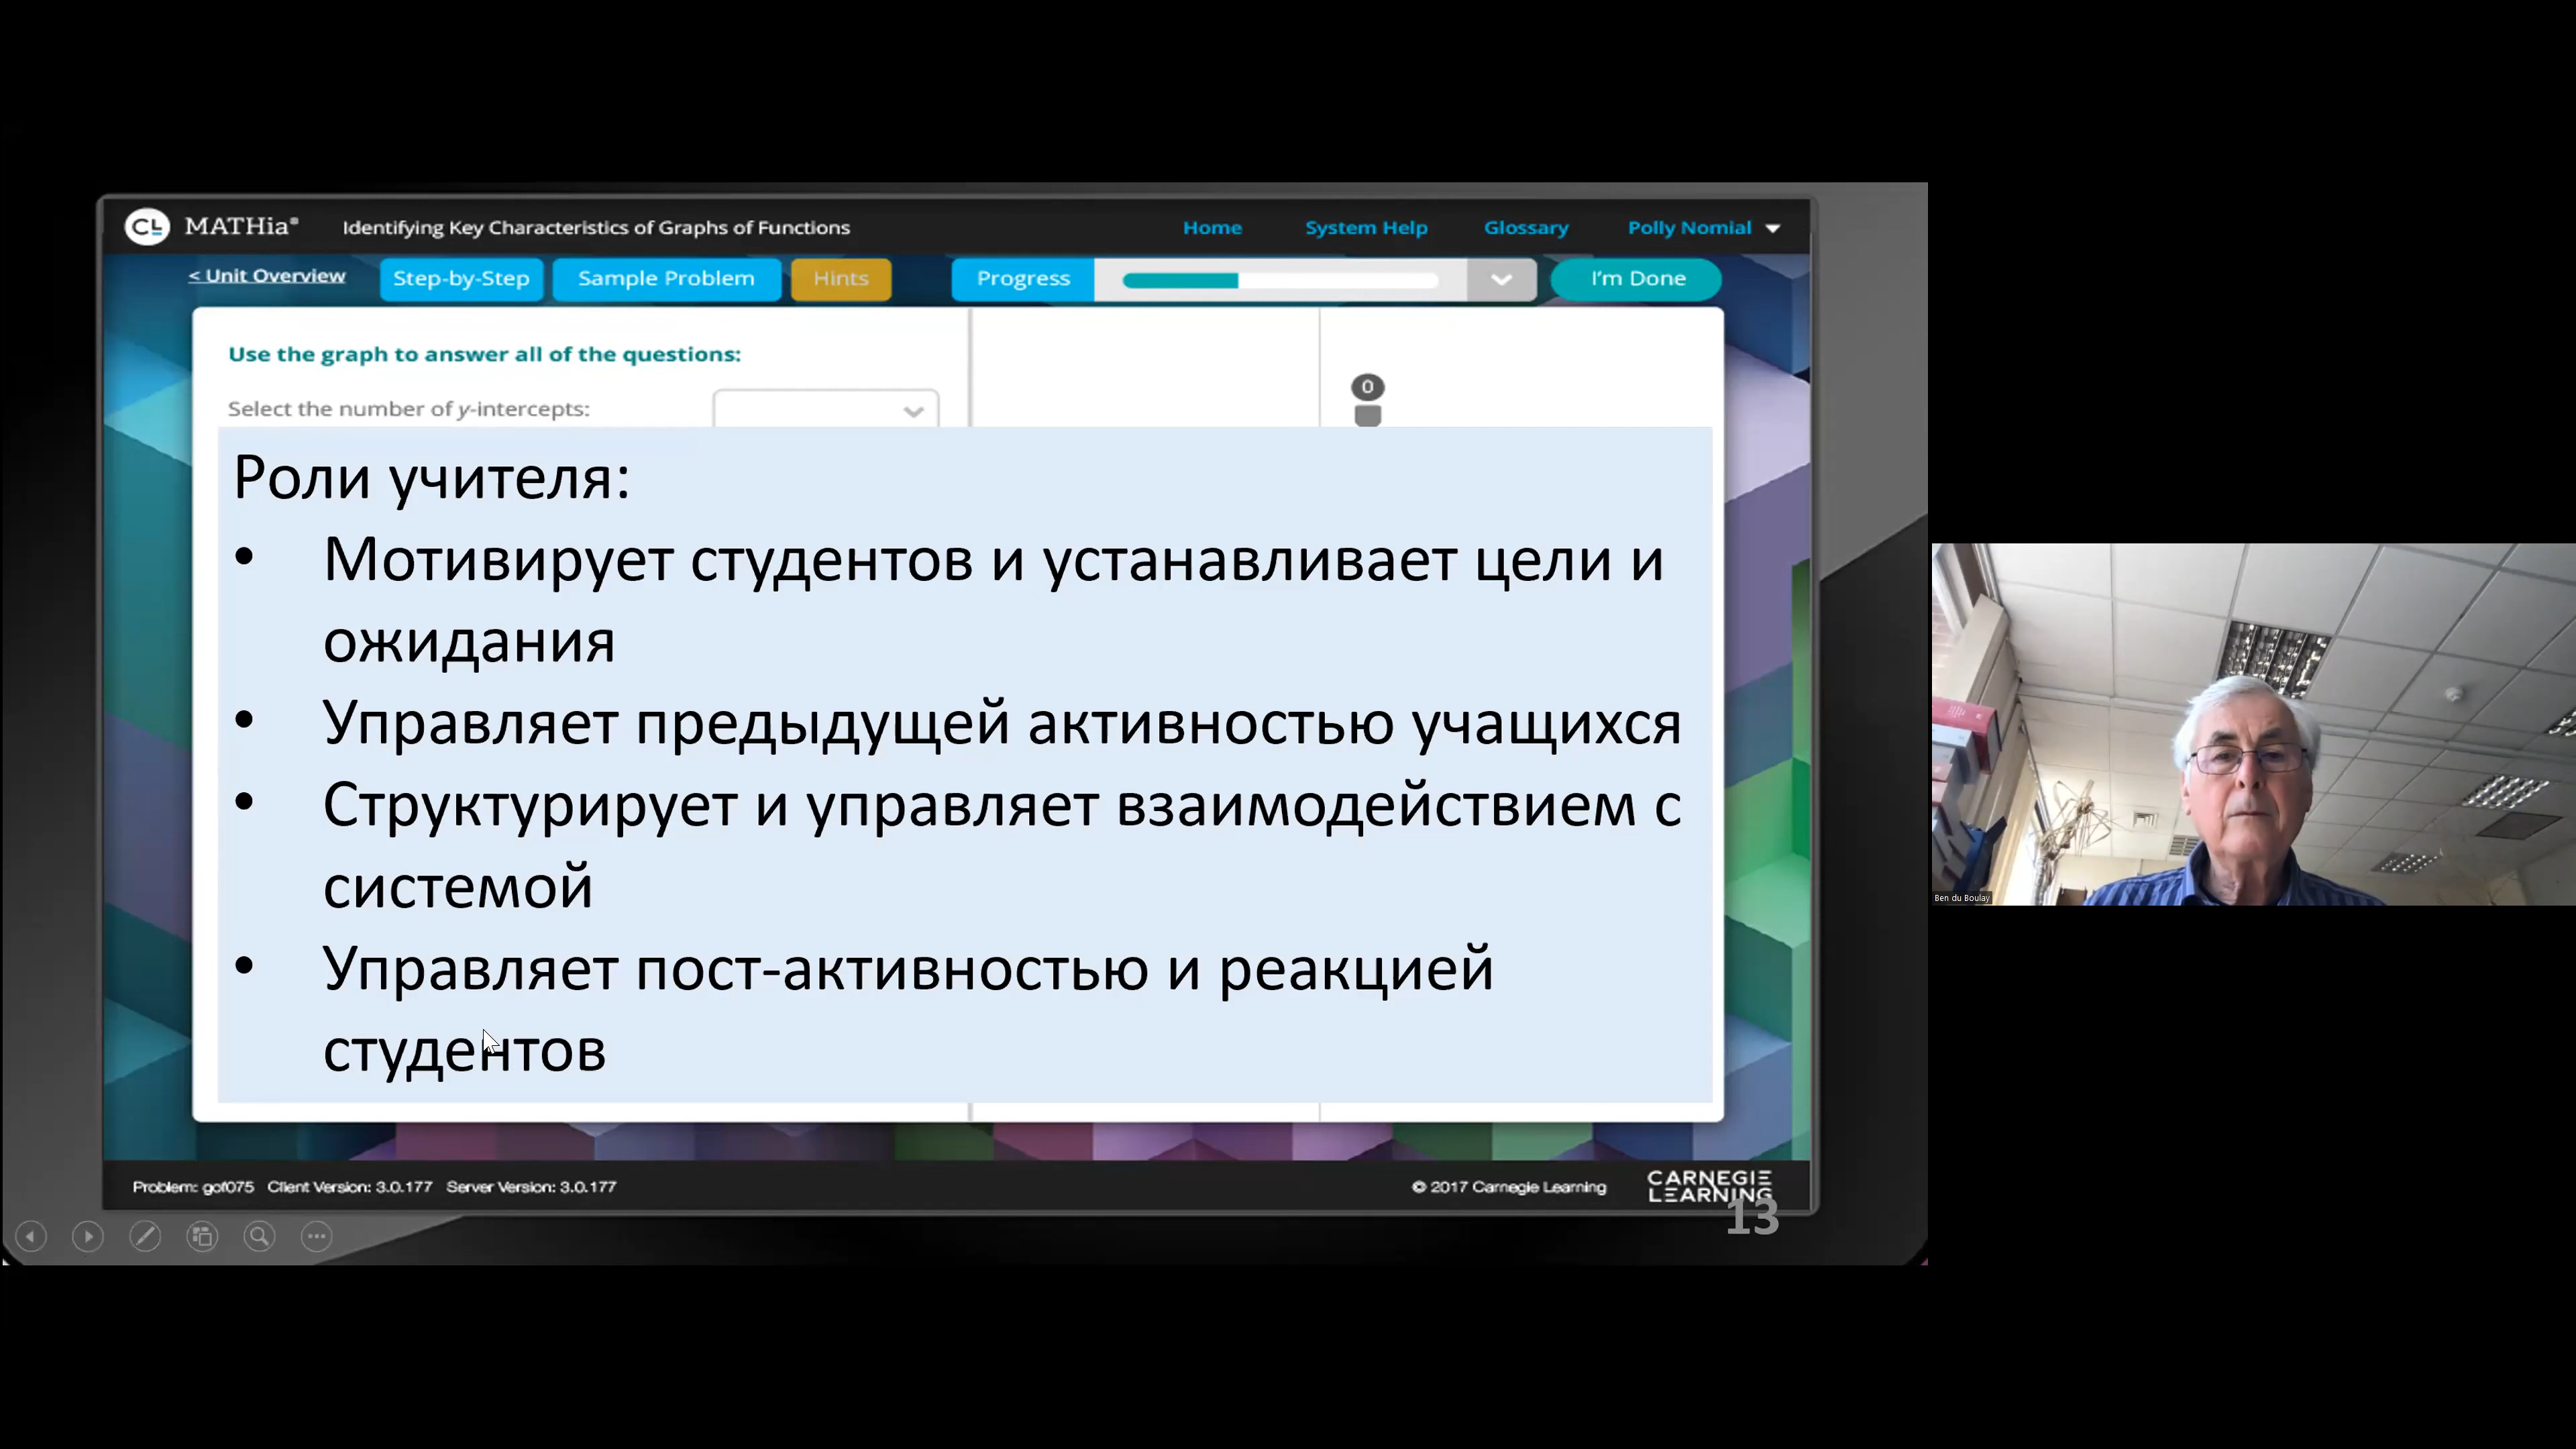 CL MATHia® Identifying Key Characteristics of Graphs of Functions Home System Help Glossary Polly Nomial
< Unit Overview Step-by-Step Sample Problem Hints Progress I'm Done
Use the graph to answer all of the questions:
Select the number of y-intercepts:
0
Роли учителя:
• Мотивирует студентов и устанавливает цели и
ожидания
• Управляет предыдущей активностью учащихся
• Структурирует и управляет взаимодействием с
системой
• Управляет пост-активностью и реакцией
студентов
Problem: gof075 Client Version: 3.0.177 Server Version: 3.0.177 © 2017 Carnegie Learning
CARNEGIE
LEARNING
13
Ben du Boulay